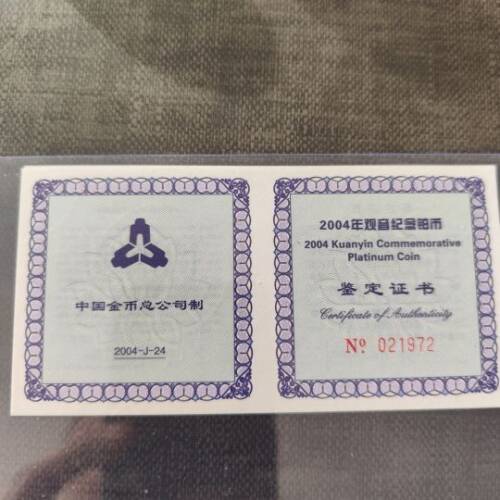 中国金币总公司制
2004-J-24
2004年观音纪念铂币
2004 Kuanyin Commemorative
Platinum Coin
鉴定证书
Certificate of Authenticity
Nº 021972